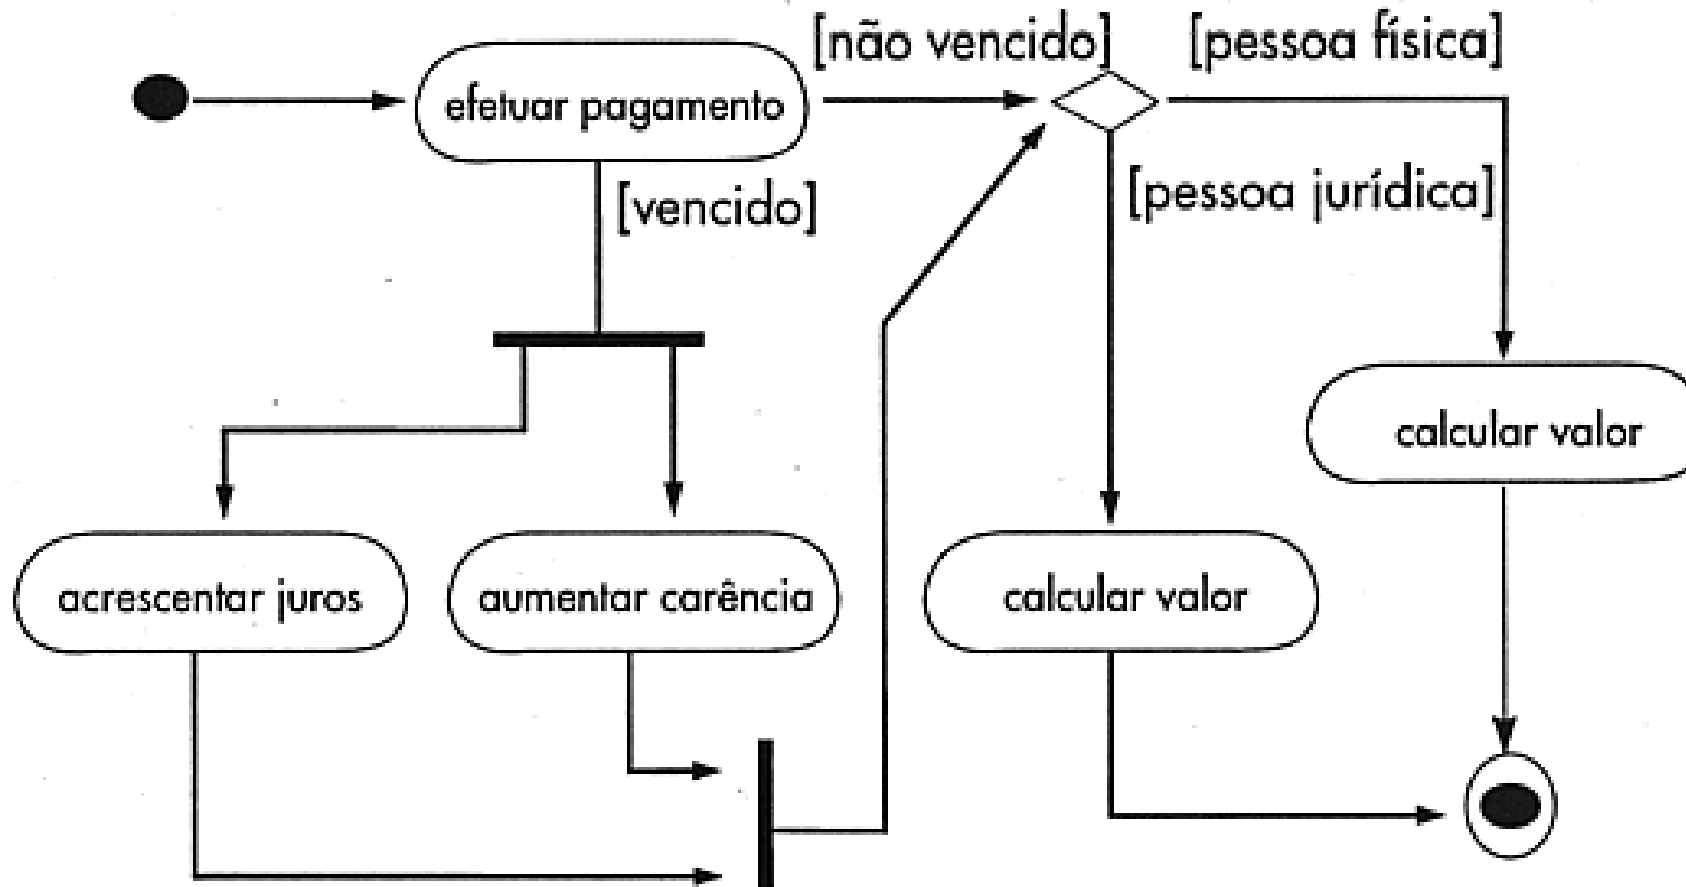 [não vencido]
[pessoa física]
efetuar pagamento
[vencido]
[pessoa jurídica]
calcular valor
acrescentar juros
aumentar carência
calcular valor